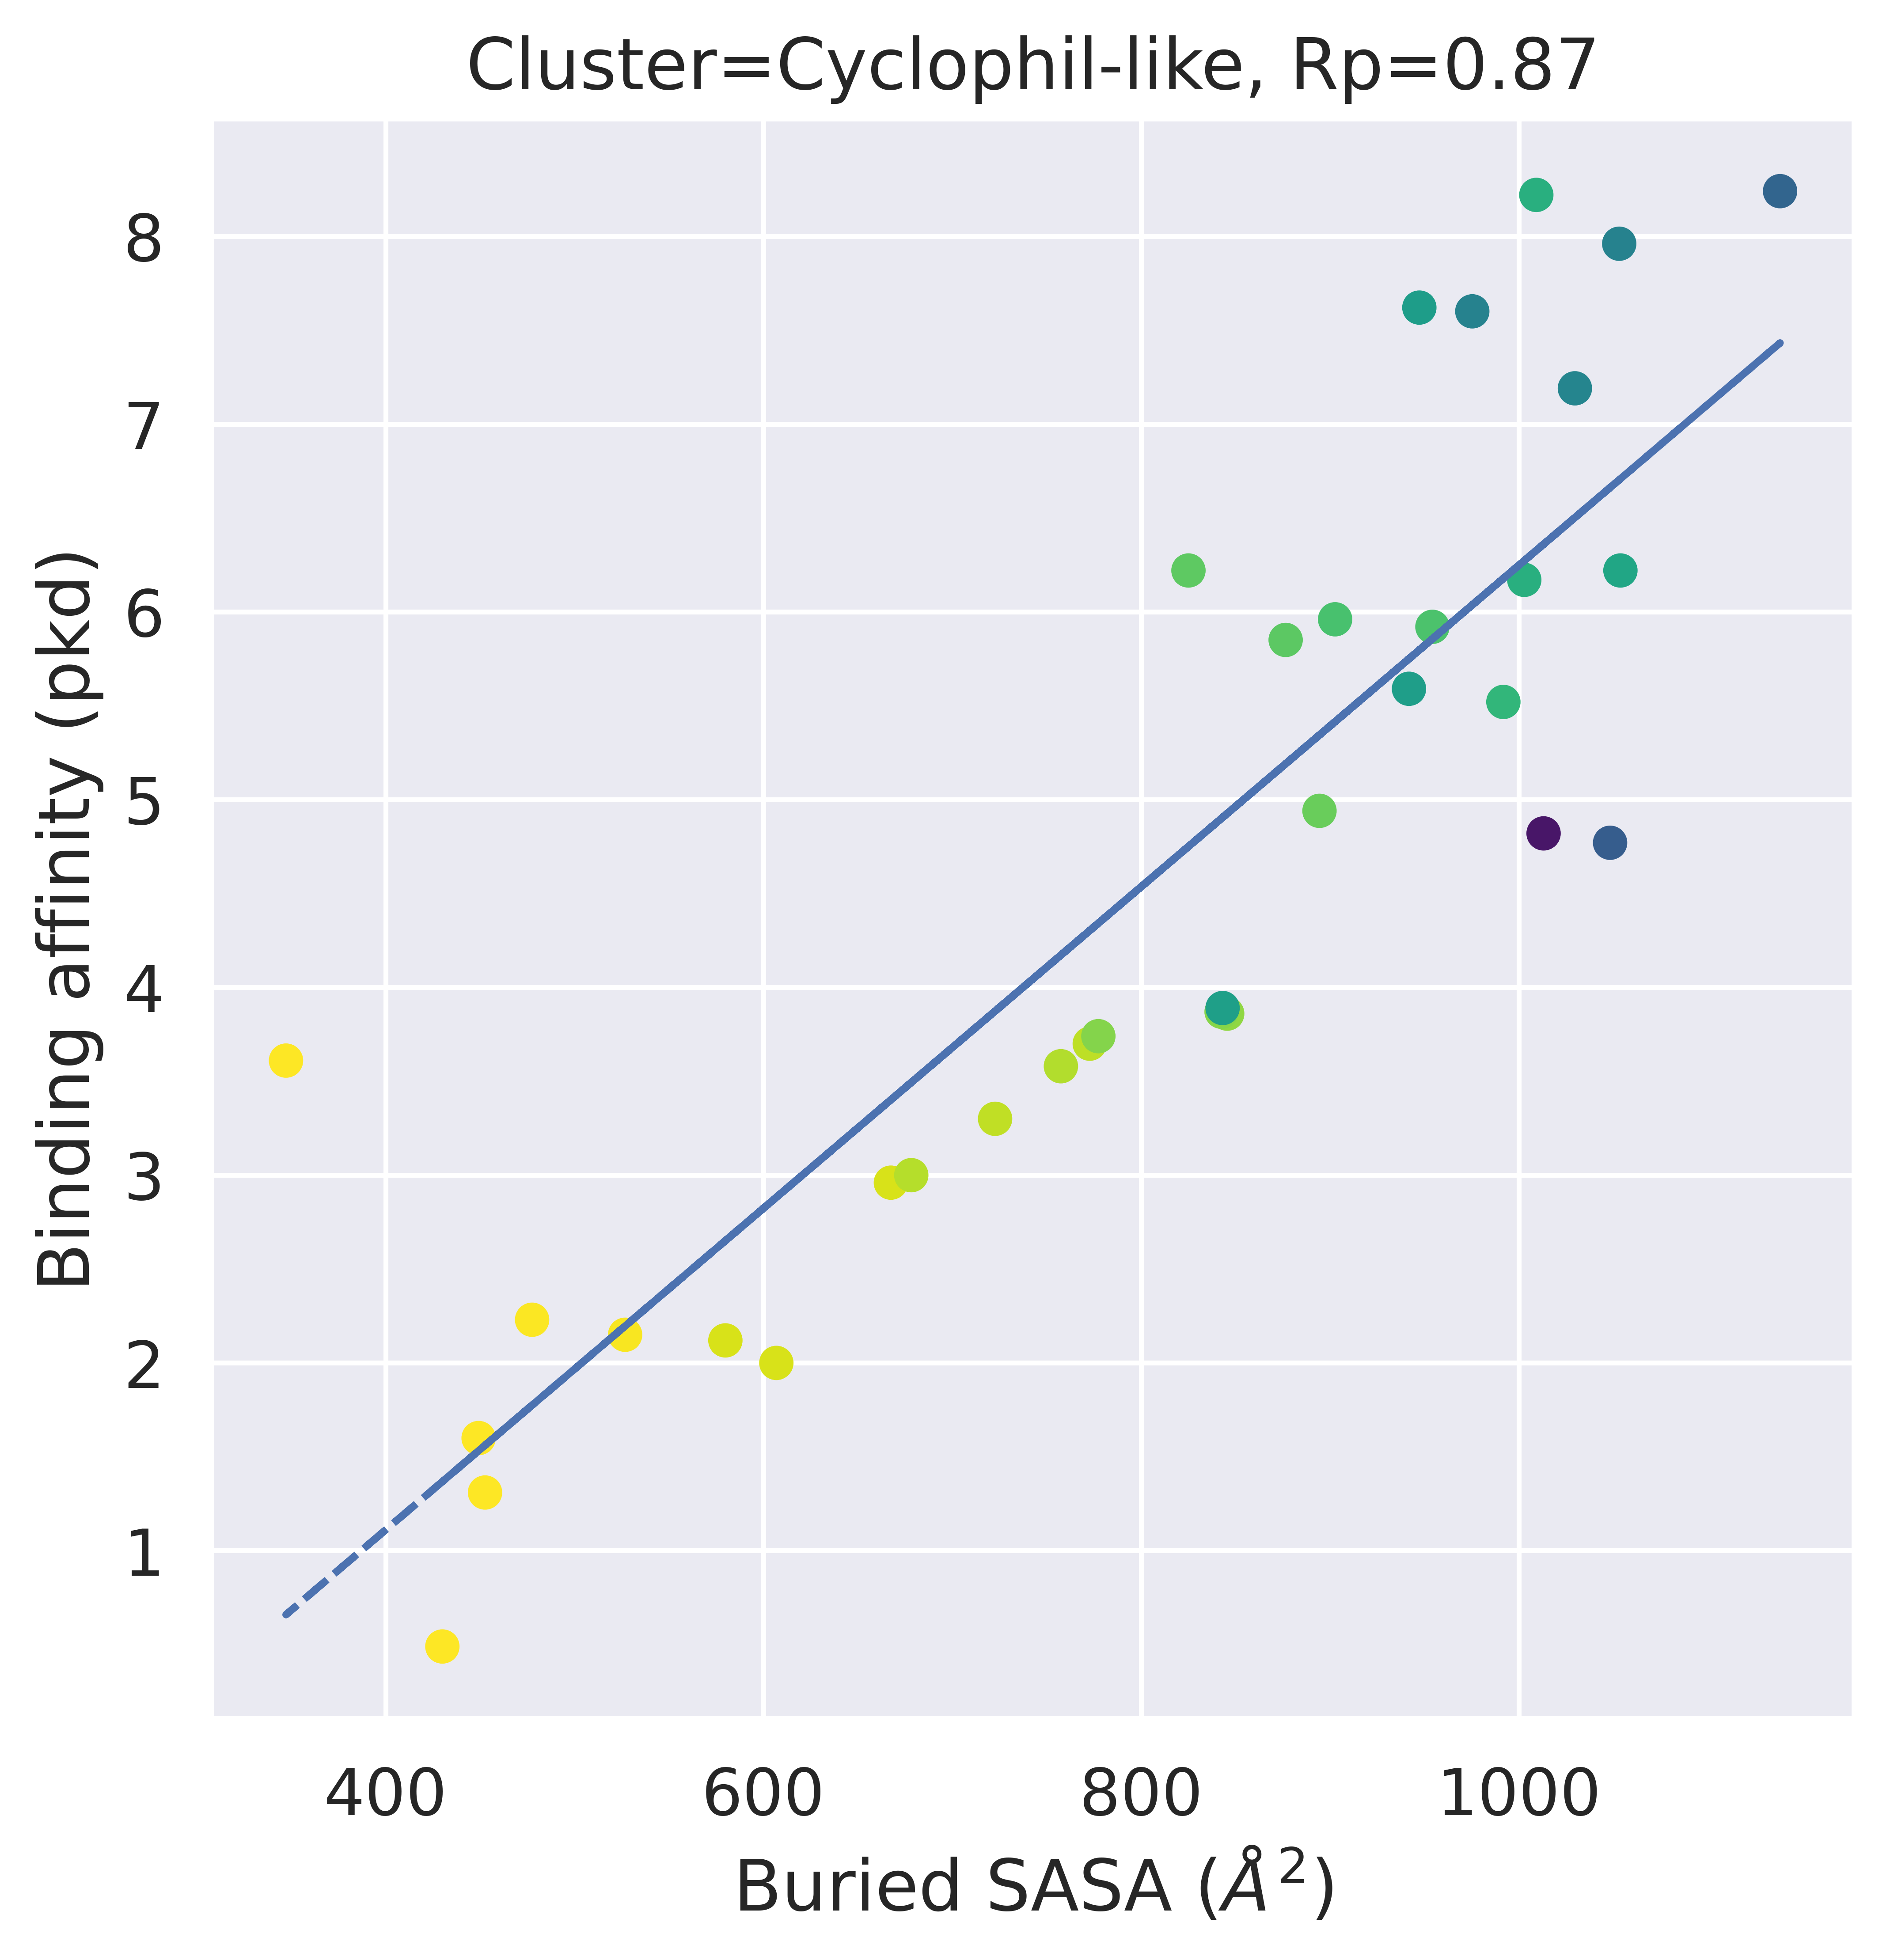 Cluster=Cyclophil-like, Rp=0.87
Binding affinity (pkd)
8
7
6
5
4
3
2
1
400 600 800 1000
Buried SASA (Å²)